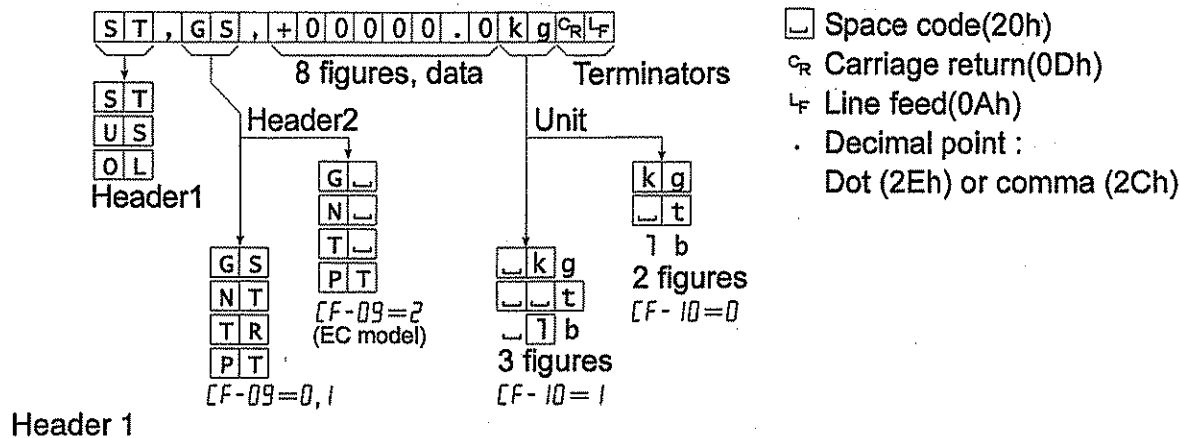 ST,GS,+00000.0kgCRLF
8 figures, data
Terminators
ST
US
OL
Header1
Header2
G␣
N␣
T␣
PT
CF-09=2
(EC model)
GS
NT
TR
PT
CF-09=0,1
Unit
␣kg
␣␣t
␣lb
3 figures
CF-10=1
kg
␣t
lb
2 figures
CF-10=0
␣ Space code(20h)
CR Carriage return(0Dh)
LF Line feed(0Ah)
. Decimal point :
Dot (2Eh) or comma (2Ch)
Header 1